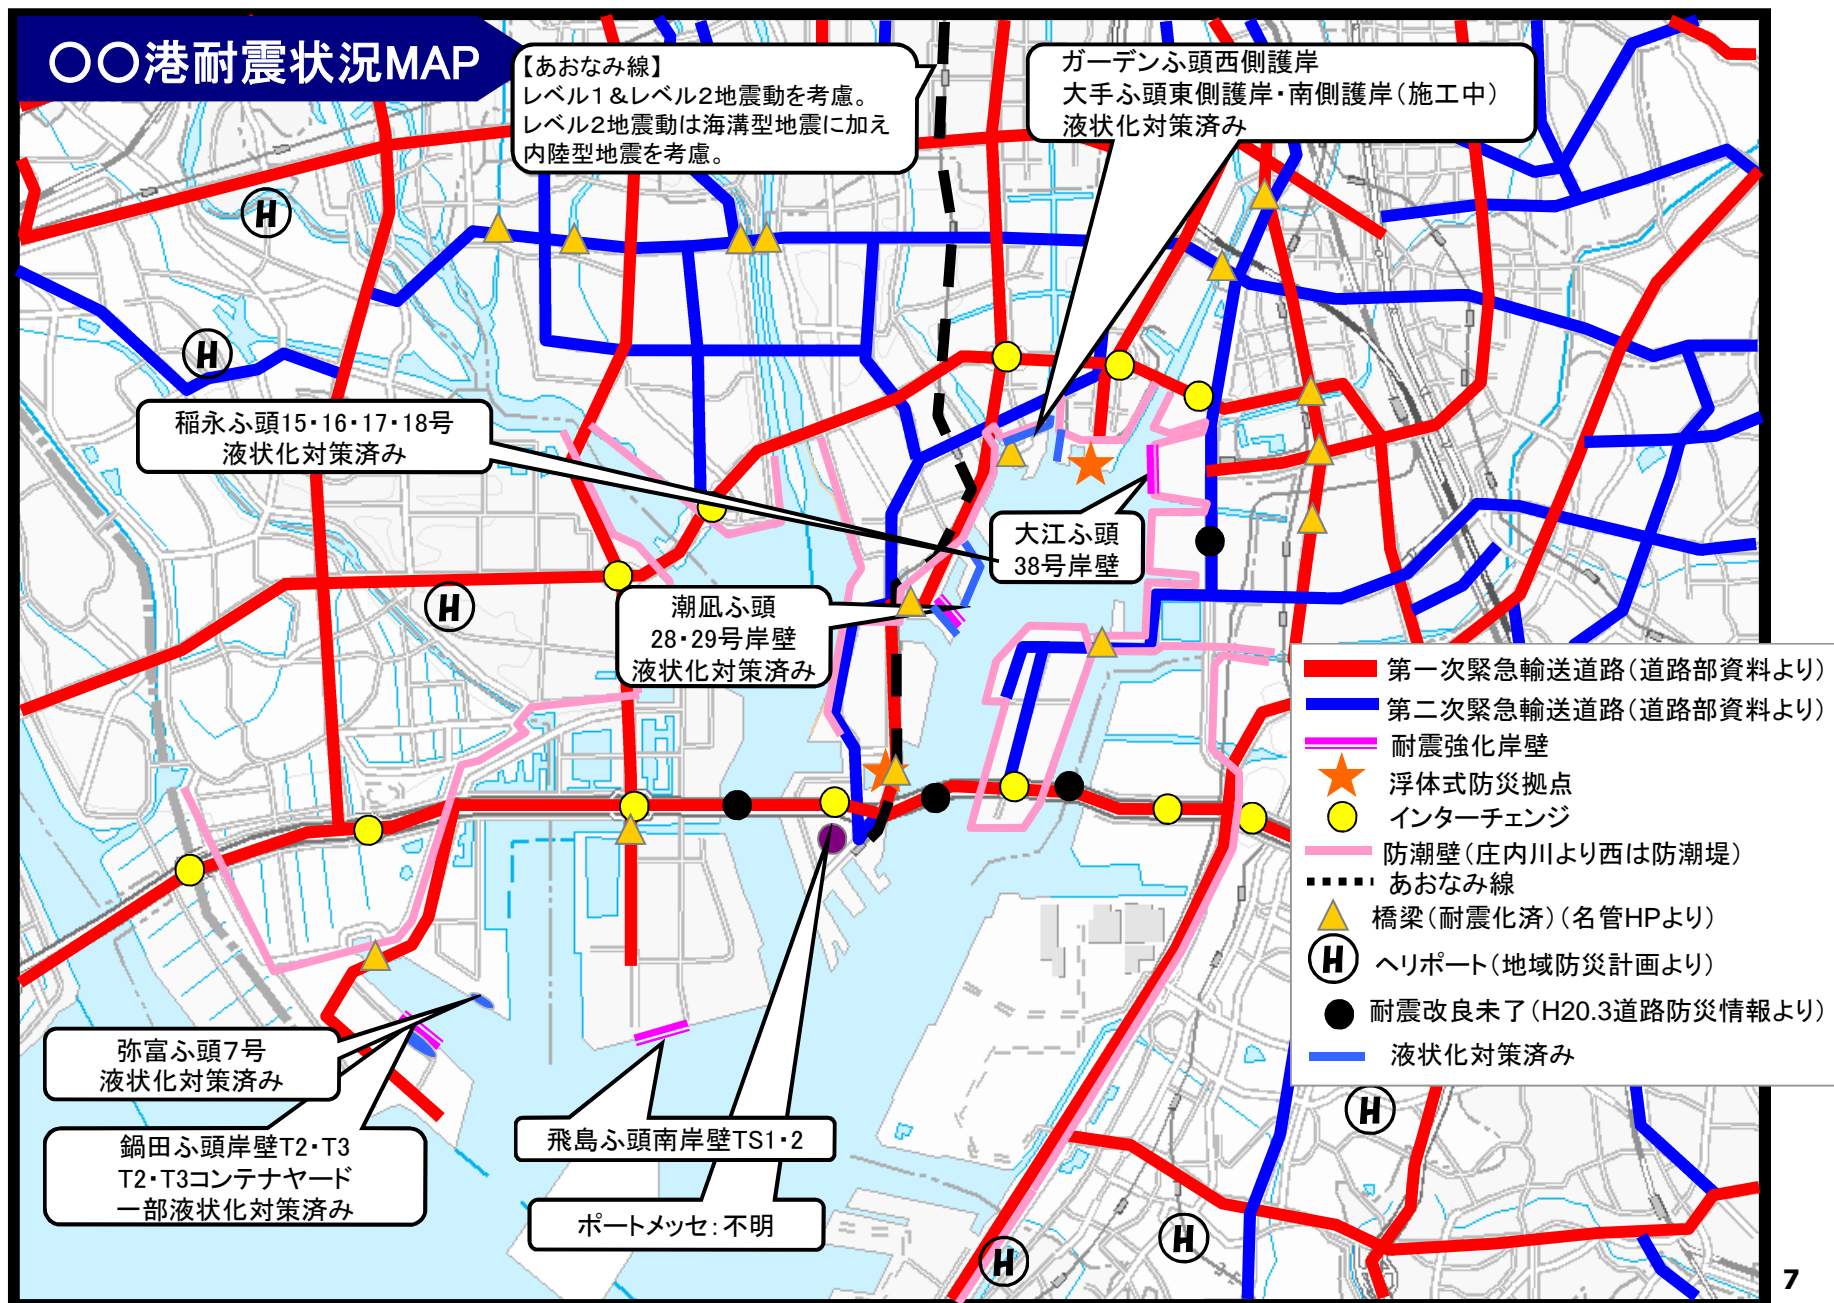 ○○港耐震状況MAP
【あおなみ線】
レベル1&レベル2地震動を考慮。
レベル2地震動は海溝型地震に加え
内陸型地震を考慮。
ガーデンふ頭西側護岸
大手ふ頭東側護岸・南側護岸(施工中)
液状化対策済み
H
H
稲永ふ頭15・16・17・18号
液状化対策済み
大江ふ頭
38号岸壁
H
潮凪ふ頭
28・29号岸壁
液状化対策済み
第一次緊急輸送道路(道路部資料より)
第二次緊急輸送道路(道路部資料より)
耐震強化岸壁
浮体式防災拠点
インターチェンジ
防潮壁(庄内川より西は防潮堤)
あおなみ線
橋梁(耐震化済)(名管HPより)
H ヘリポート(地域防災計画より)
耐震改良未了(H20.3道路防災情報より)
液状化対策済み
弥富ふ頭7号
液状化対策済み
鍋田ふ頭岸壁T2・T3
T2・T3コンテナヤード
一部液状化対策済み
飛島ふ頭南岸壁TS1・2
ポートメッセ:不明
H
H
H
7